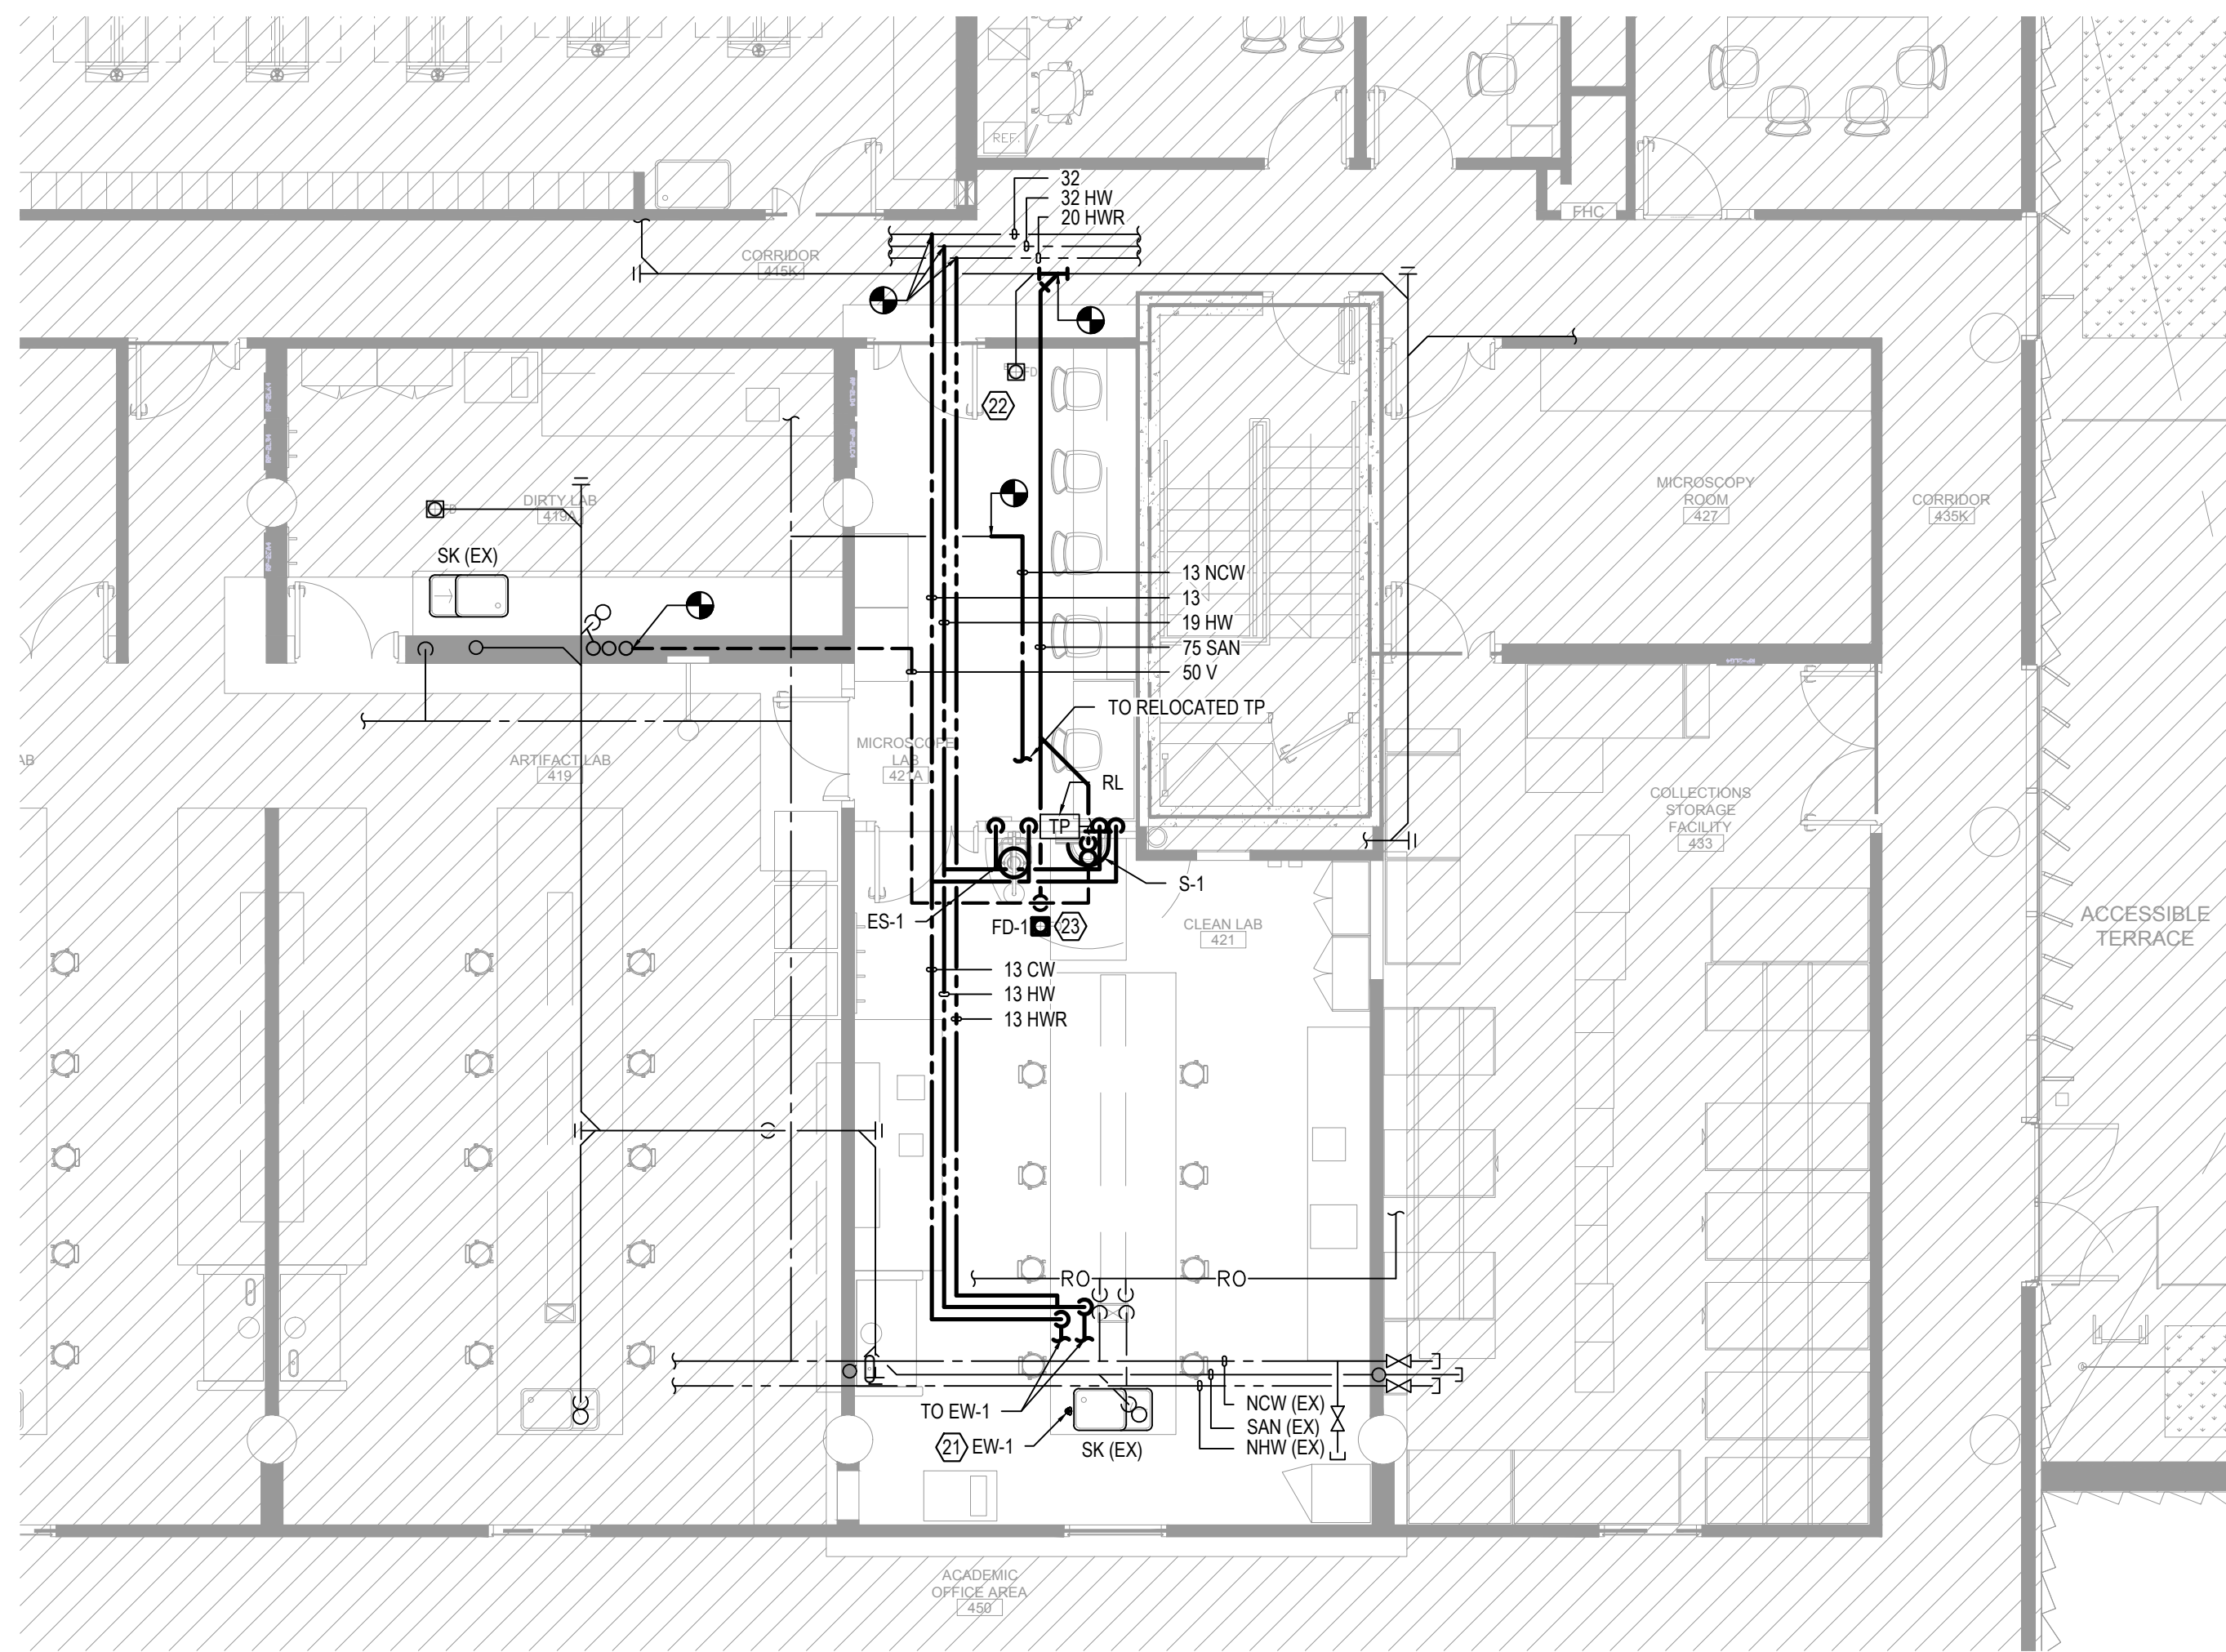 REF.
32
32 HW
20 HWR
FHC
CORRIDOR
415K
FD
22
DIRTY LAB
419A
FD
SK (EX)
MICROSCOPY
ROOM
427
CORRIDOR
435K
13 NCW
13
19 HW
75 SAN
50 V
TO RELOCATED TP
AB
ARTIFACT LAB
419
MICROSCOPE
LAB
421A
RL
TP
COLLECTIONS
STORAGE
FACILITY
433
S-1
ES-1
FD-1
23
CLEAN LAB
421
ACCESSIBLE
TERRACE
13 CW
13 HW
13 HWR
RO
RO
TO EW-1
21
EW-1
SK (EX)
NCW (EX)
SAN (EX)
NHW (EX)
ACADEMIC
OFFICE AREA
450